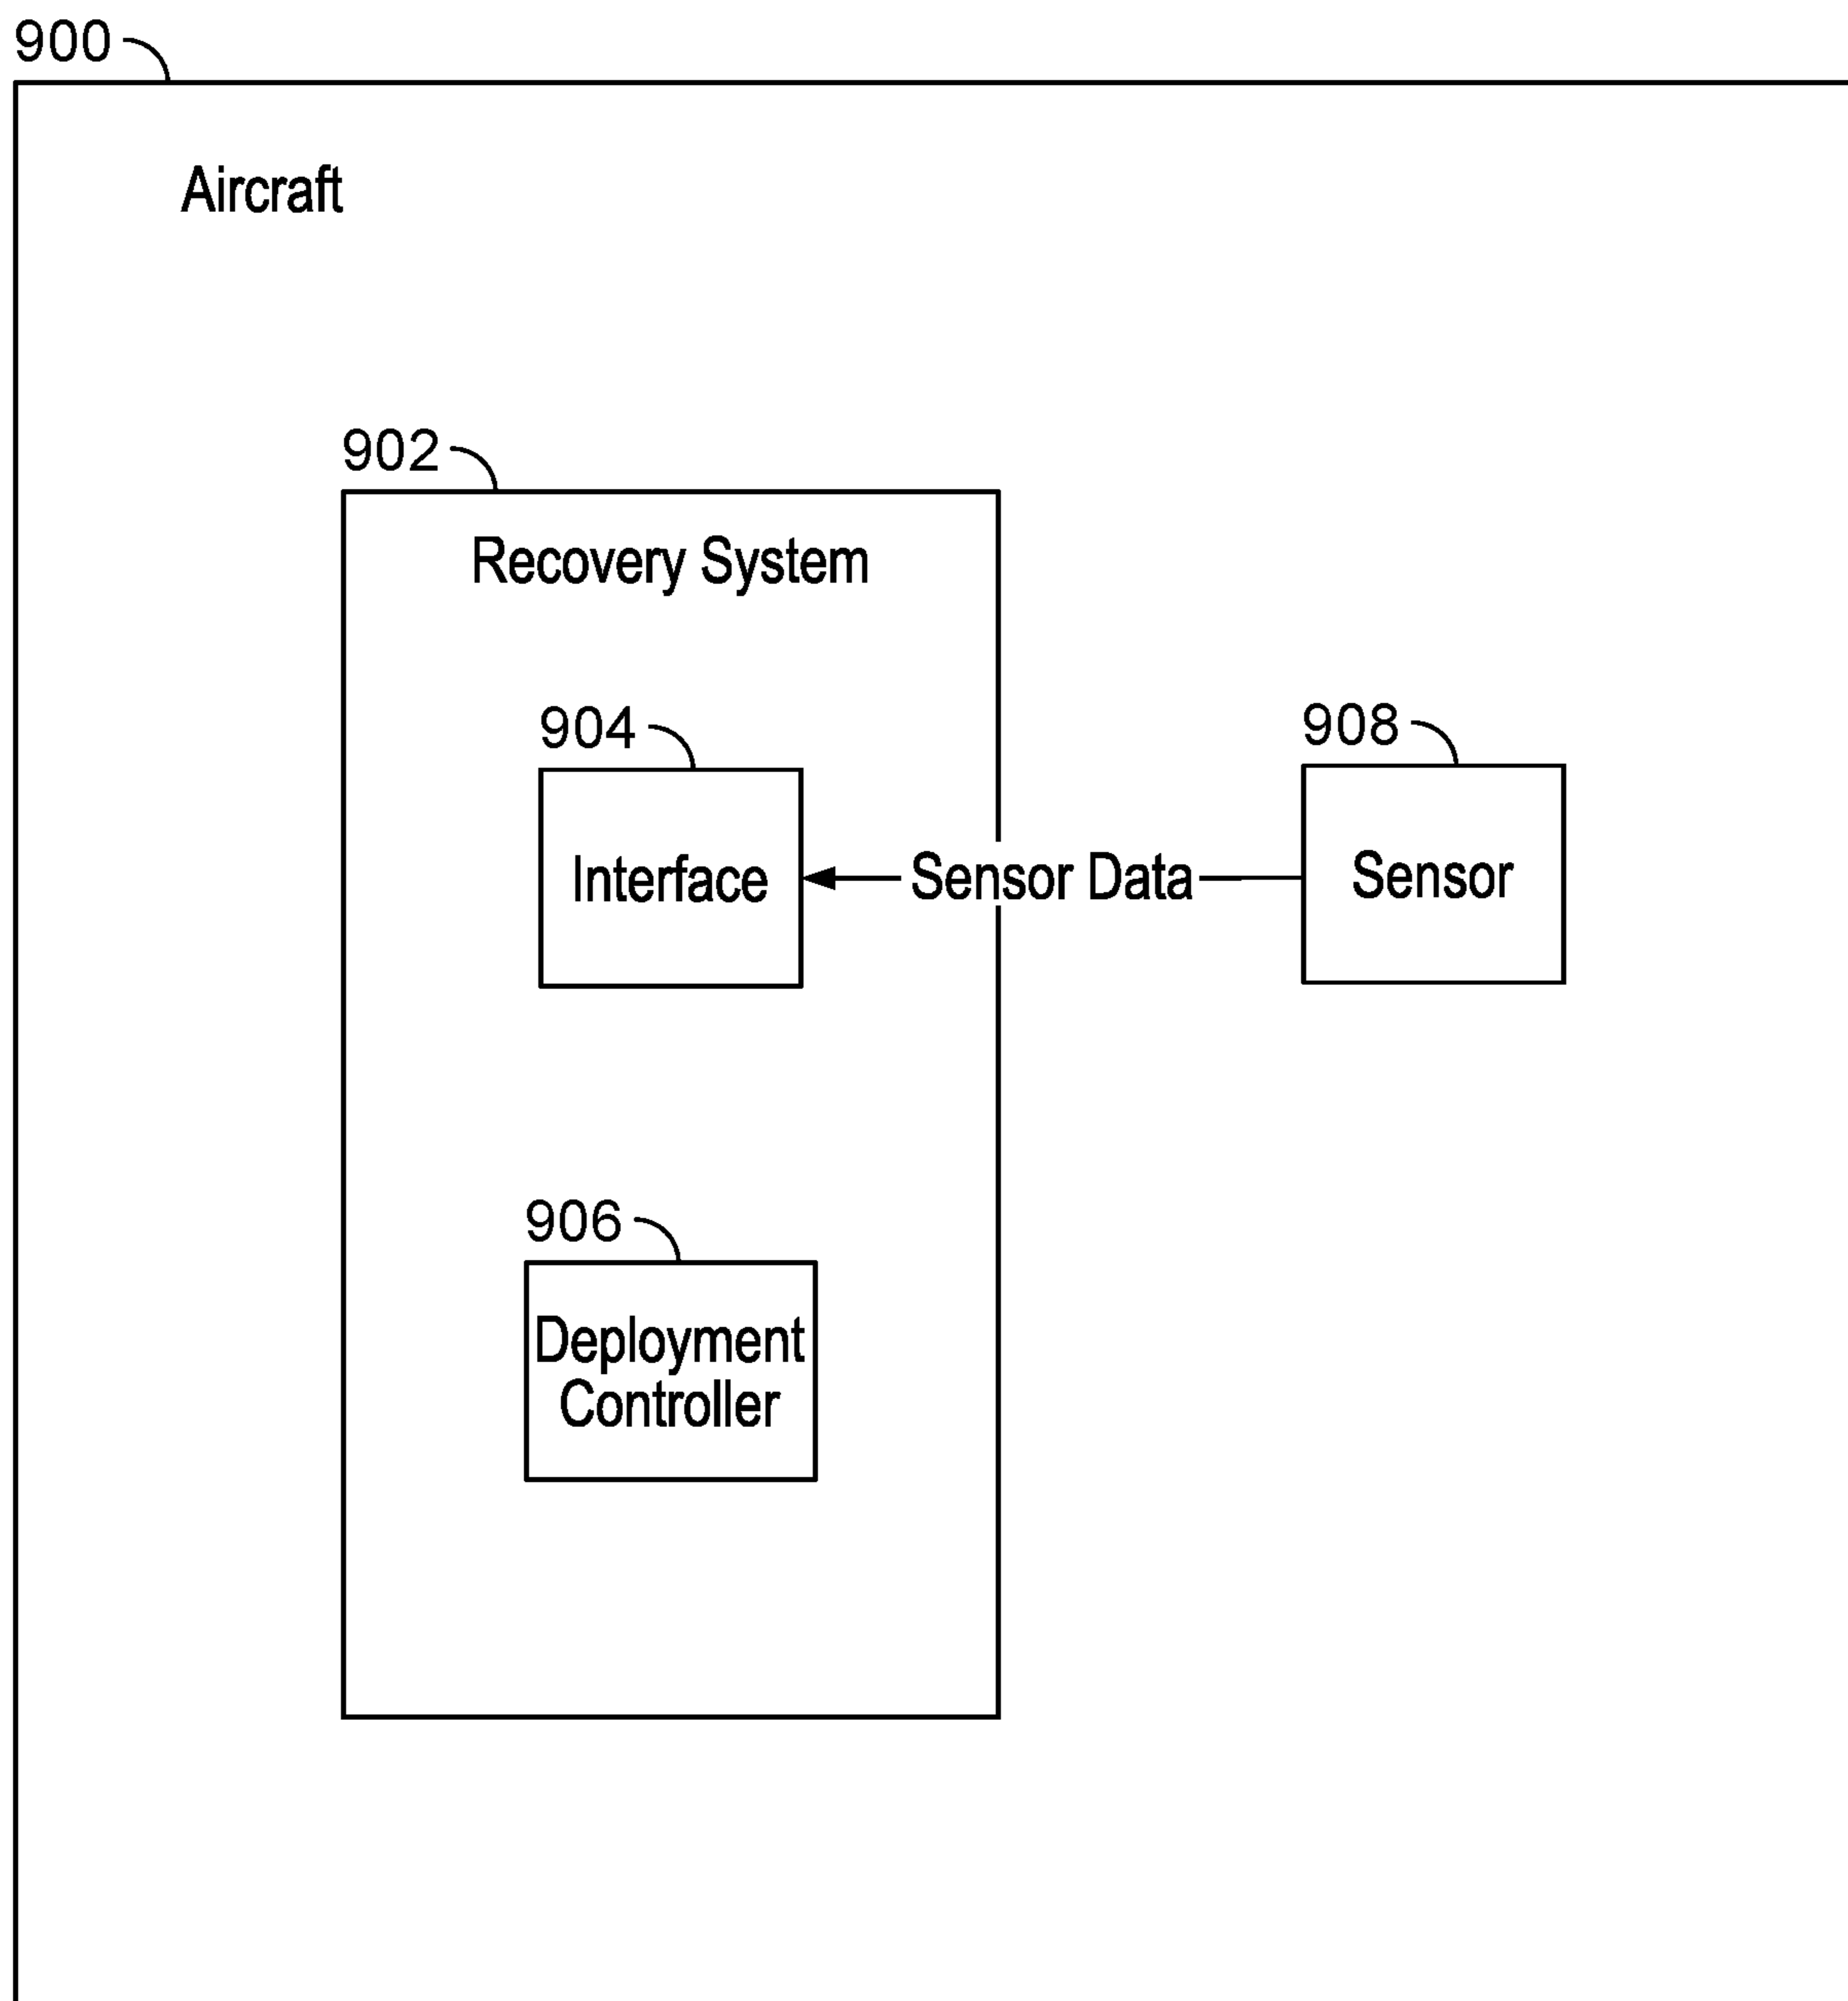 900
Aircraft
902
Recovery System
904
908
Interface
Sensor Data
Sensor
906
Deployment
Controller